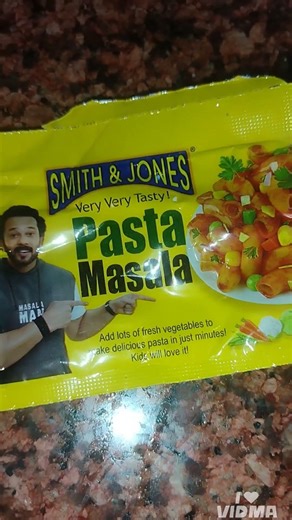 SMITH & JONES
Very Very Tasty!
Pasta
Masala
MASALA
MAN
Add lots of fresh vegetables to
ake delicious pasta in just minutes!
Kids will love it!
I ♥
VIDMA